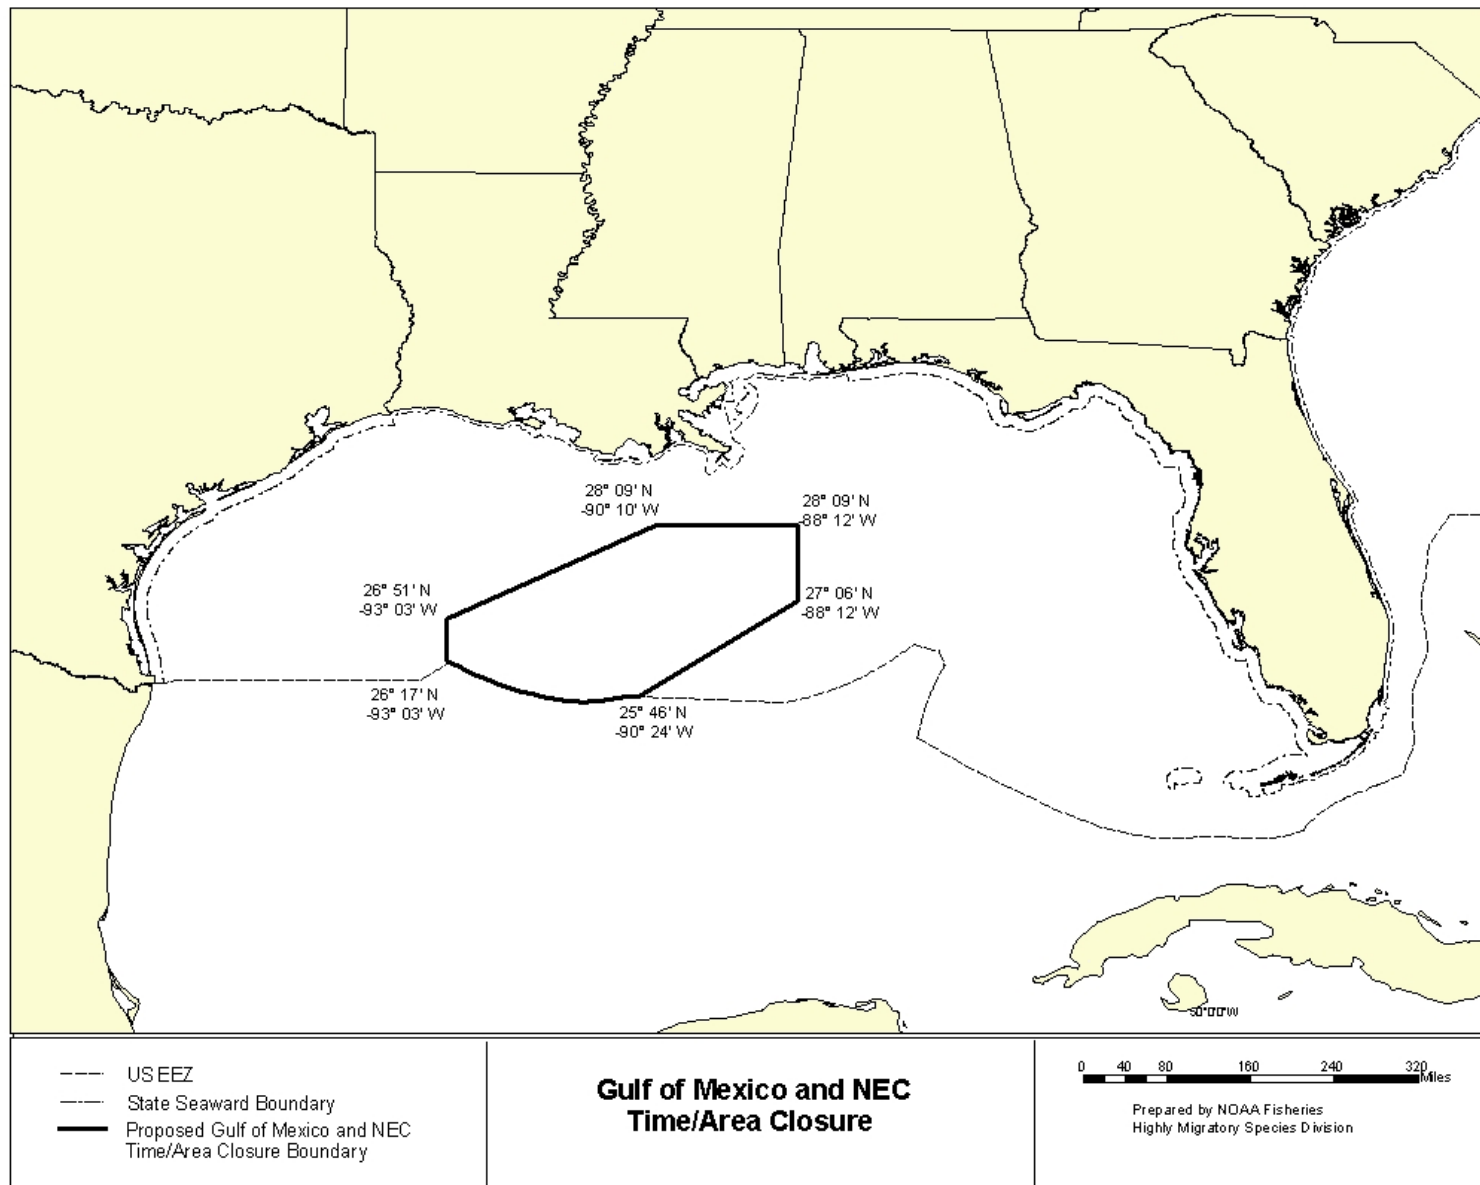 28° 09' N
-90° 10' W
28° 09' N
-88° 12' W
26° 51' N
-93° 03' W
27° 06' N
-88° 12' W
26° 17' N
-93° 03' W
25° 46' N
-90° 24' W
50°00'W
US EEZ
State Seaward Boundary
Proposed Gulf of Mexico and NEC
Time/Area Closure Boundary
Gulf of Mexico and NEC
Time/Area Closure
0 40 80 160 240 320 Miles
Prepared by NOAA Fisheries
Highly Migratory Species Division